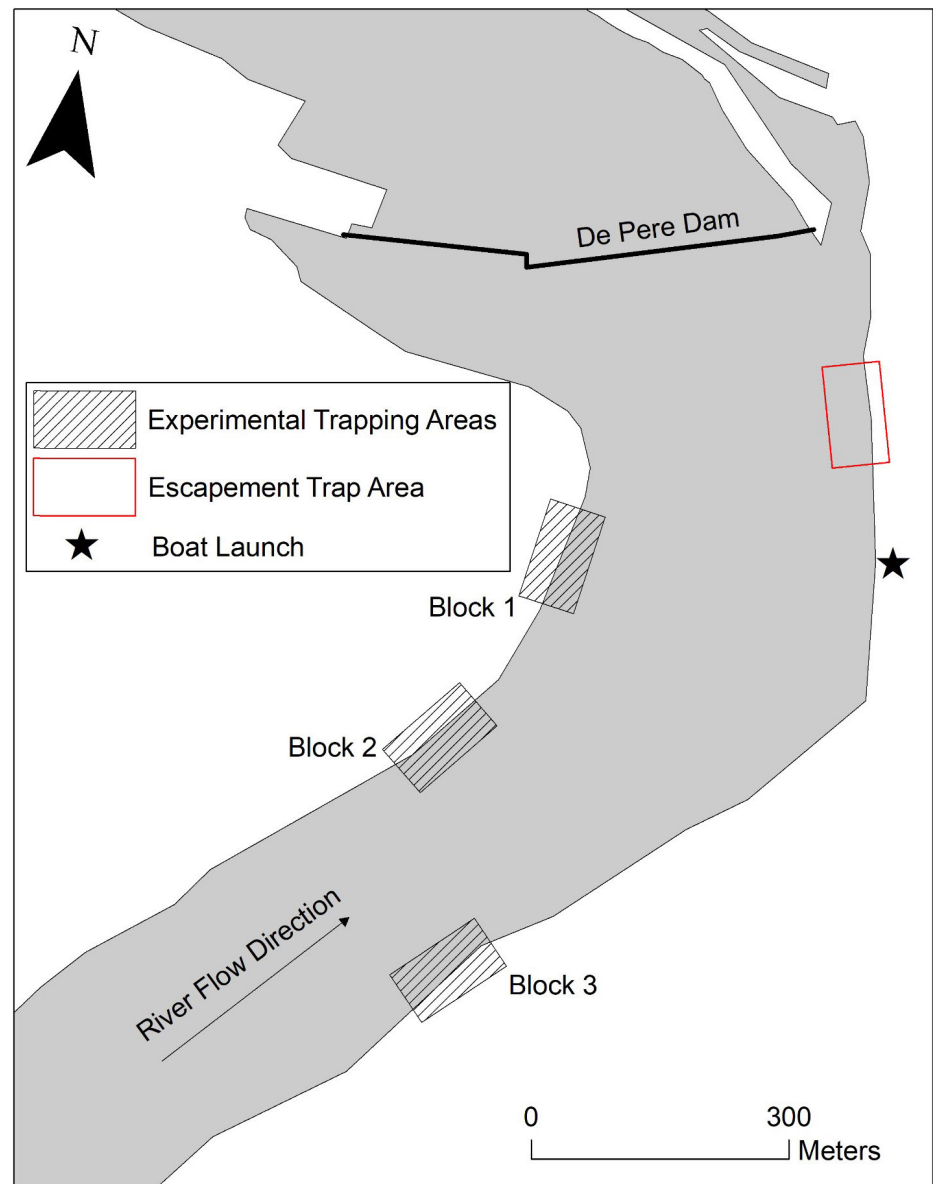 N
De Pere Dam
Experimental Trapping Areas
Escapement Trap Area
Boat Launch
Block 1
Block 2
River Flow Direction
Block 3
0 300
Meters